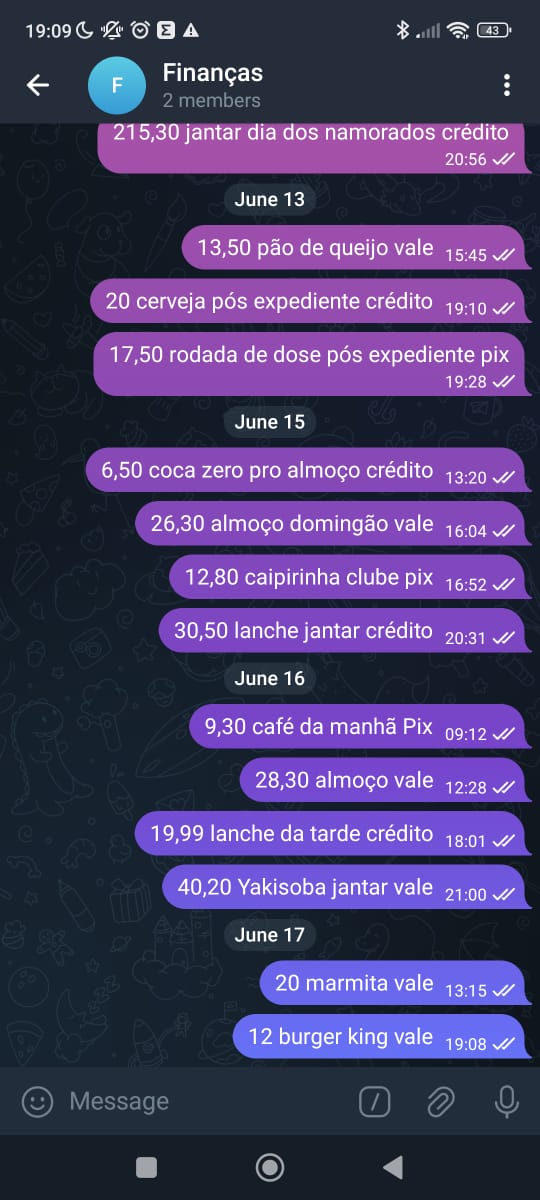 19:09
43
F
Finanças
2 members
215,30 jantar dia dos namorados crédito
20:56
June 13
13,50 pão de queijo vale 15:45
20 cerveja pós expediente crédito 19:10
17,50 rodada de dose pós expediente pix
19:28
June 15
6,50 coca zero pro almoço crédito 13:20
26,30 almoço domingão vale 16:04
12,80 caipirinha clube pix 16:52
30,50 lanche jantar crédito 20:31
June 16
9,30 café da manhã Pix 09:12
28,30 almoço vale 12:28
19,99 lanche da tarde crédito 18:01
40,20 Yakisoba jantar vale 21:00
June 17
20 marmita vale 13:15
12 burger king vale 19:08
Message